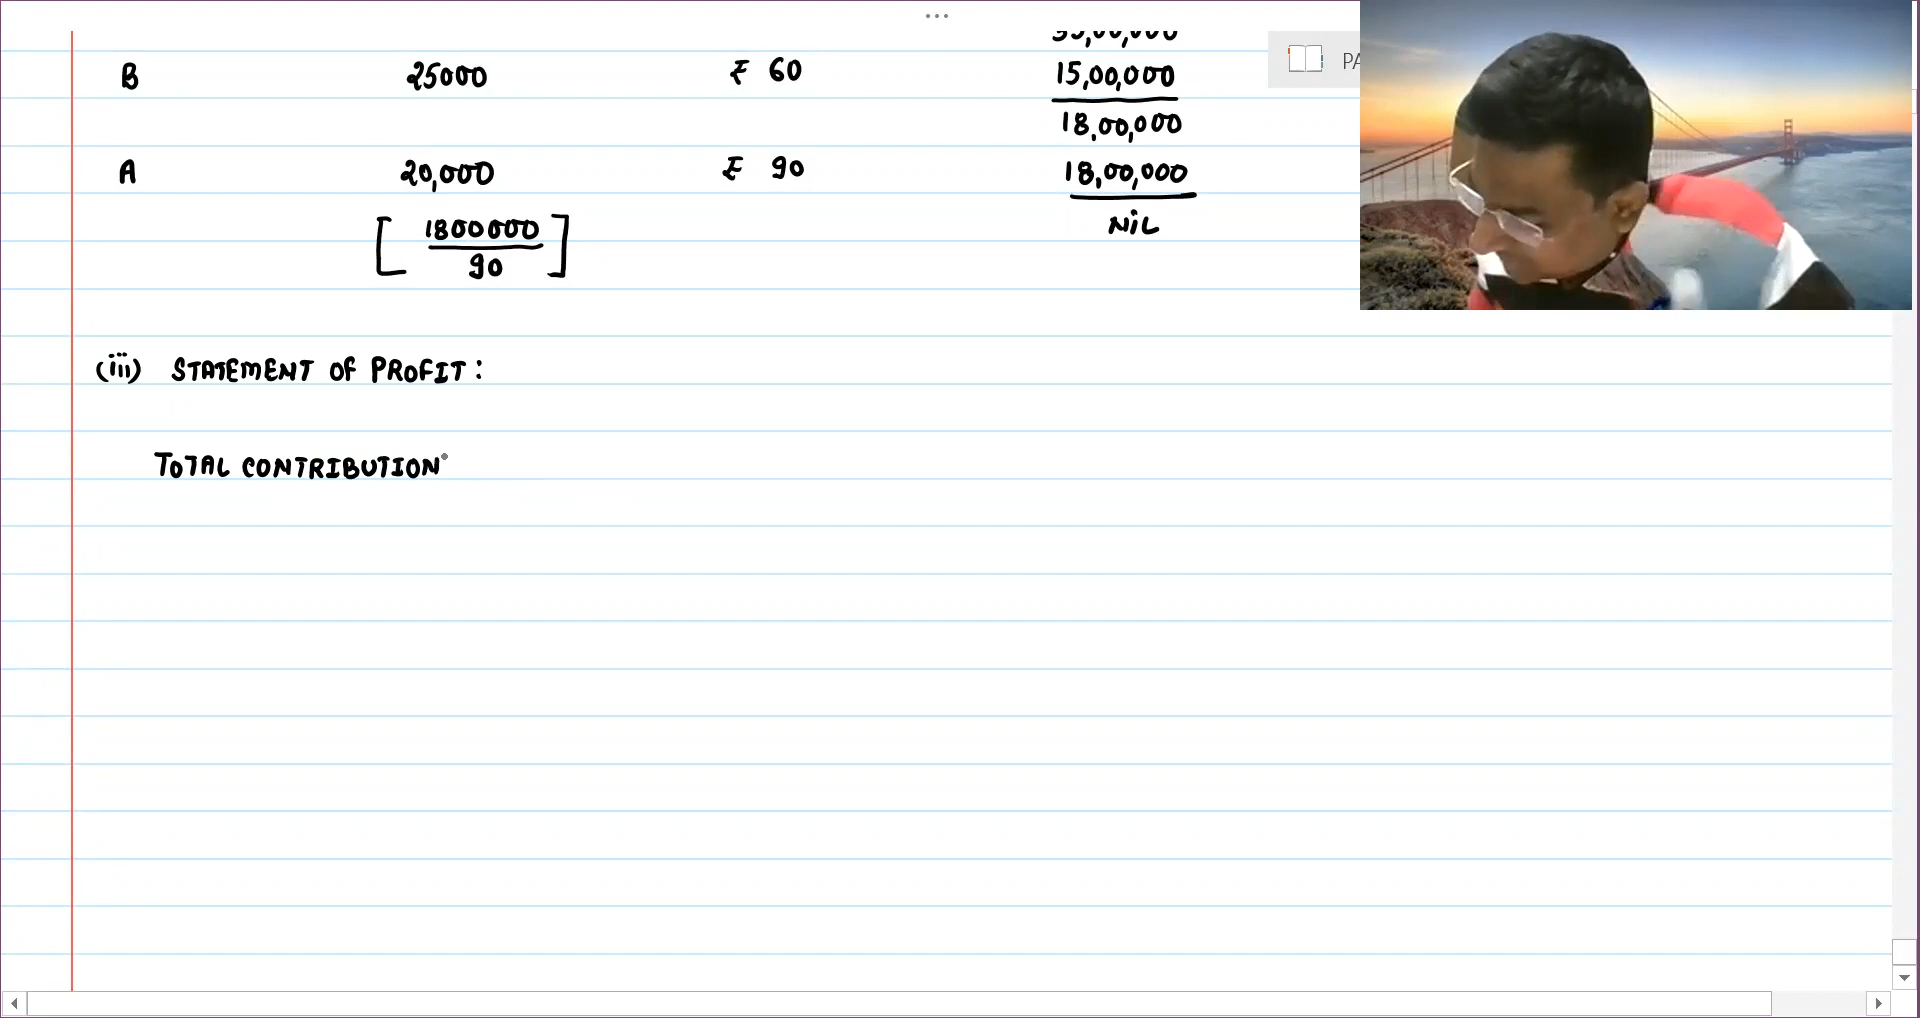 B 25000 ₹ 60 15,00,000
18,00,000
A 20,000 ₹ 90 18,00,000
[ 1800000
90 ]
NIL
(iii) STATEMENT OF PROFIT:
TOTAL CONTRIBUTION